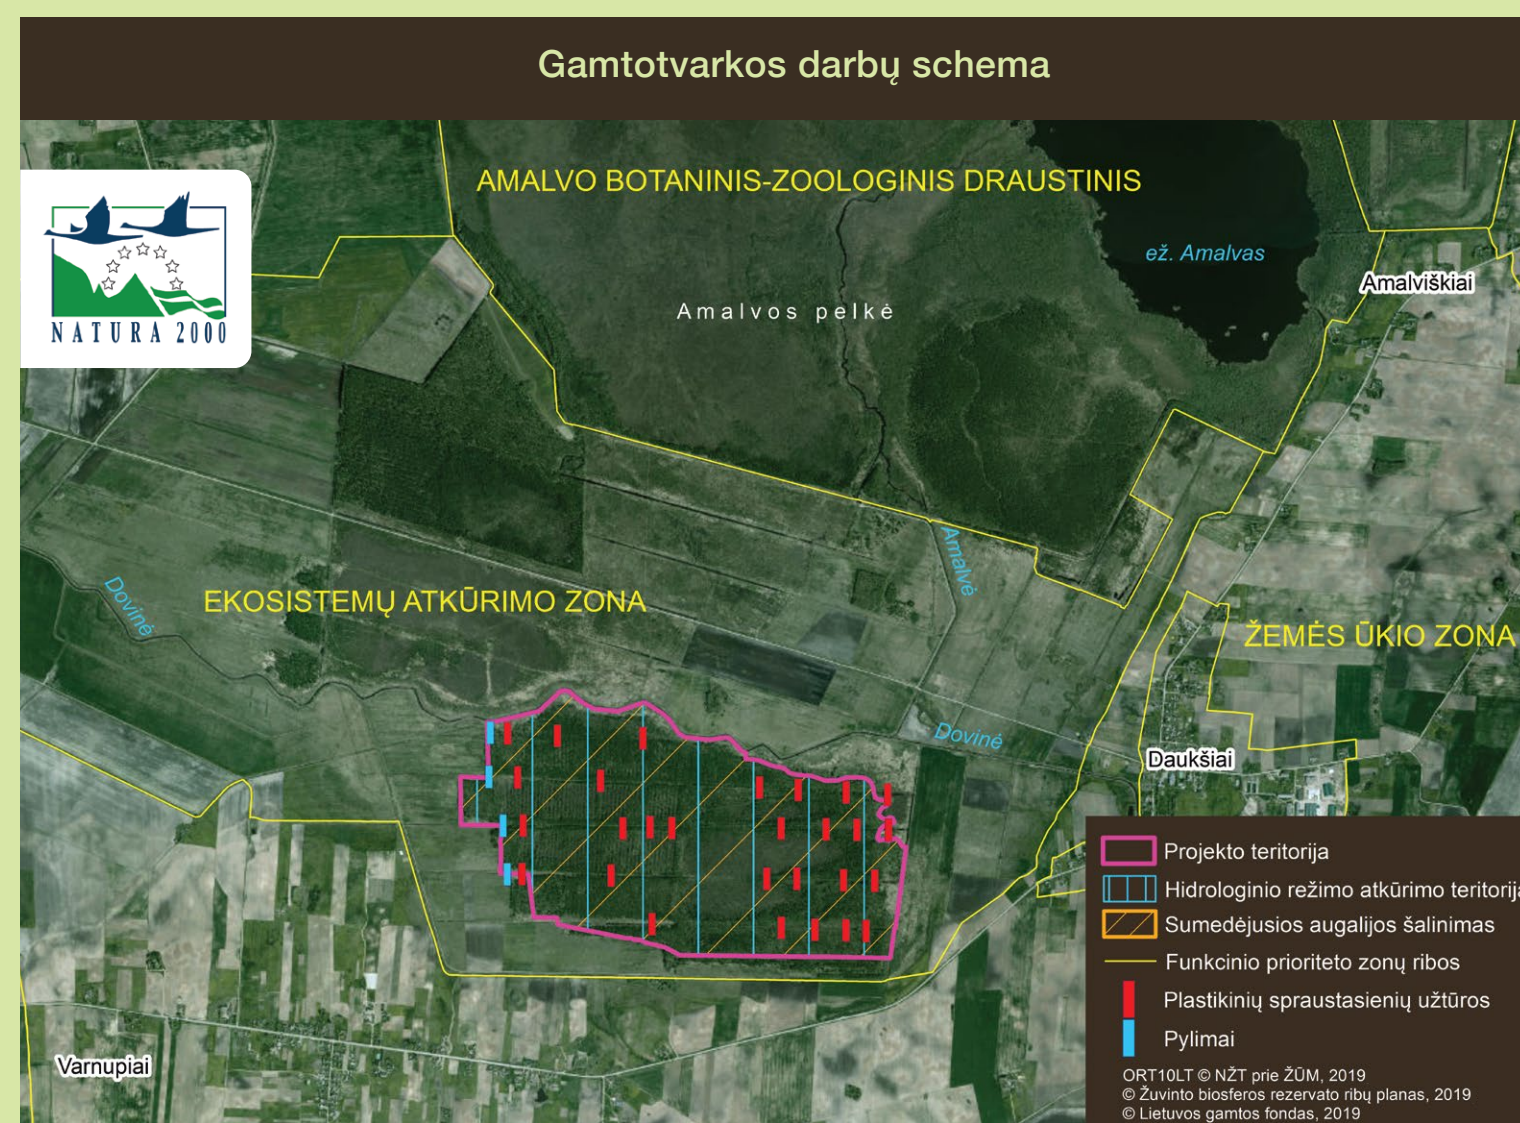 Gamtotvarkos darbų schema
AMALVO BOTANINIS-ZOOLOGINIS DRAUSTINIS
NATURA 2000
ež. Amalvas
Amalviškiai
Amalvos pelkė
Amalvė
Dovinė
EKOSISTEMŲ ATKŪRIMO ZONA
ŽEMĖS ŪKIO ZONA
Dovinė
Daukšiai
Varnupiai
Projekto teritorija
Hidrologinio režimo atkūrimo teritorija
Sumedėjusios augalijos šalinimas
Funkcinio prioriteto zonų ribos
Plastikinių spraustasienių užtūros
Pylimai
ORT10LT © NŽT prie ŽŪM, 2019
© Žuvinto biosferos rezervato ribų planas, 2019
© Lietuvos gamtos fondas, 2019